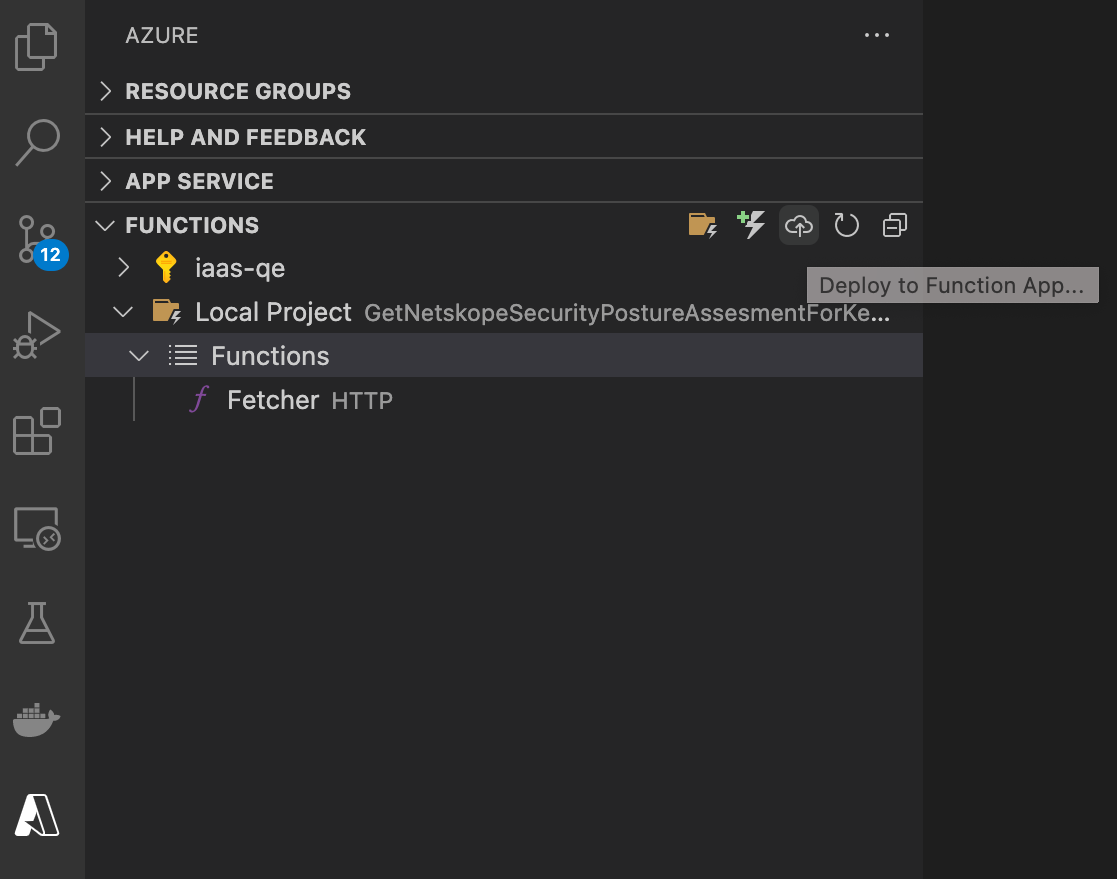 AZURE
RESOURCE GROUPS
HELP AND FEEDBACK
APP SERVICE
FUNCTIONS
12
iaas-qe
Deploy to Function App...
Local Project GetNetskopeSecurityPostureAssesmentForKe...
Functions
Fetcher HTTP